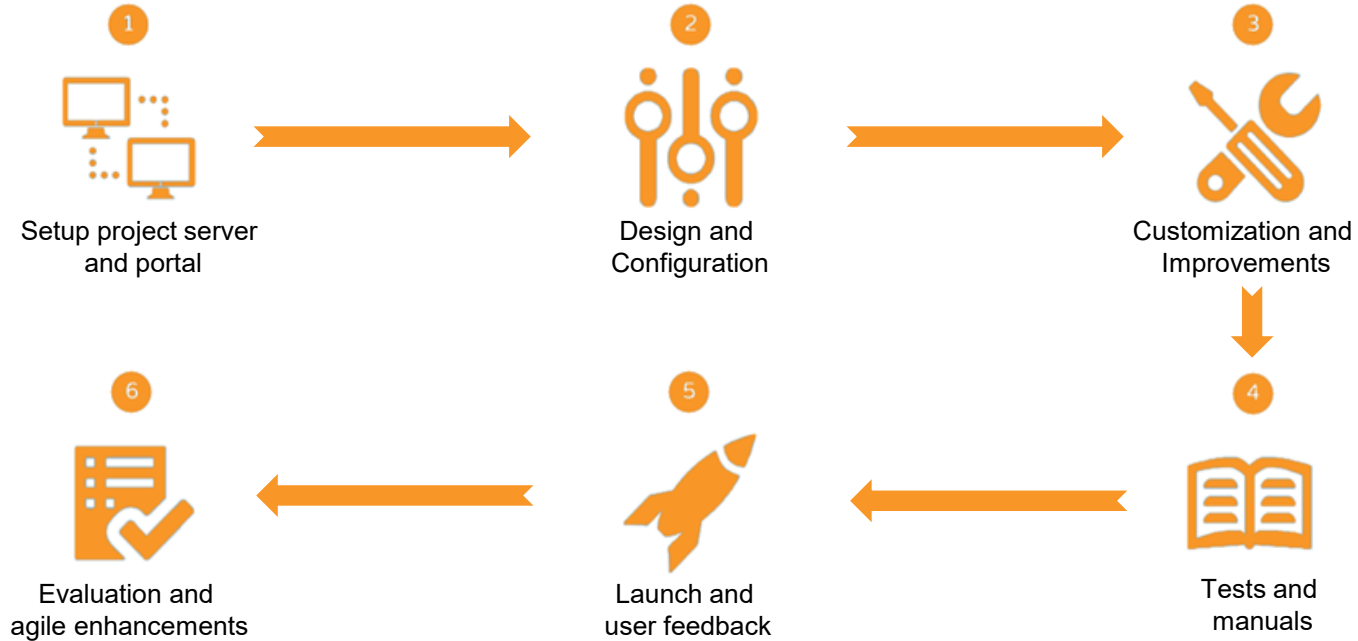 1
Setup project server
and portal
2
Design and
Configuration
3
Customization and
Improvements
4
Tests and
manuals
5
Launch and
user feedback
6
Evaluation and
agile enhancements